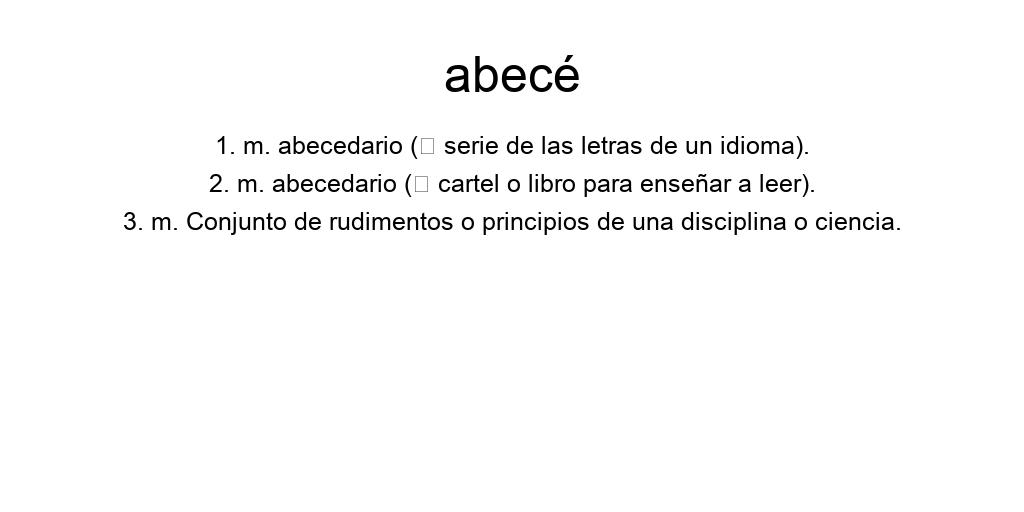 abecé
1. m. abecedario (□ serie de las letras de un idioma).
2. m. abecedario (□ cartel o libro para enseñar a leer).
3. m. Conjunto de rudimentos o principios de una disciplina o ciencia.